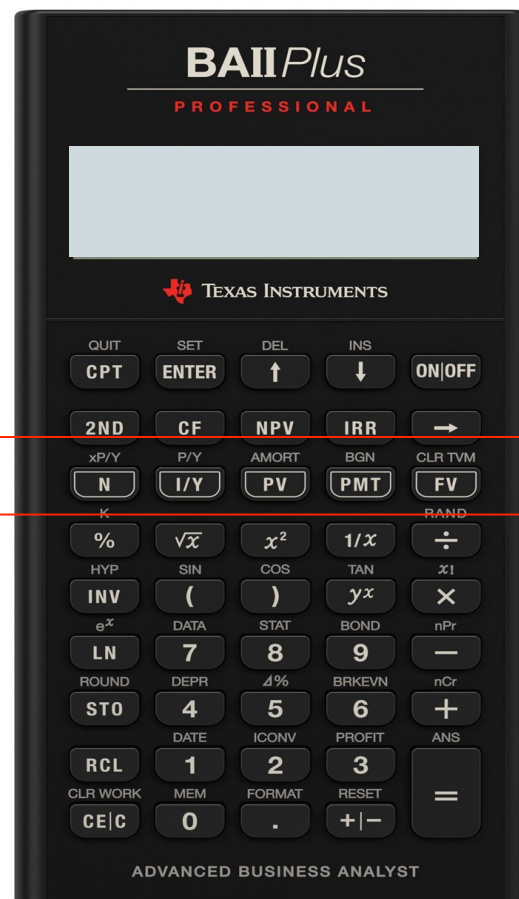 BAII Plus
PROFESSIONAL
TEXAS INSTRUMENTS
QUIT SET DEL INS
CPT ENTER ↑ ↓ ON|OFF
2ND CF NPV IRR →
xP/Y P/Y AMORT BGN CLR TVM
N I/Y PV PMT FV
K RAND
% √x x² 1/x ÷
HYP SIN COS TAN x!
INV ( ) yˣ ×
eˣ DATA STAT BOND nPr
LN 7 8 9 −
ROUND DEPR Δ% BRKEVN nCr
STO 4 5 6 +
DATE ICONV PROFIT ANS
RCL 1 2 3 =
CLR WORK MEM FORMAT RESET
CE|C 0 . +|−
ADVANCED BUSINESS ANALYST